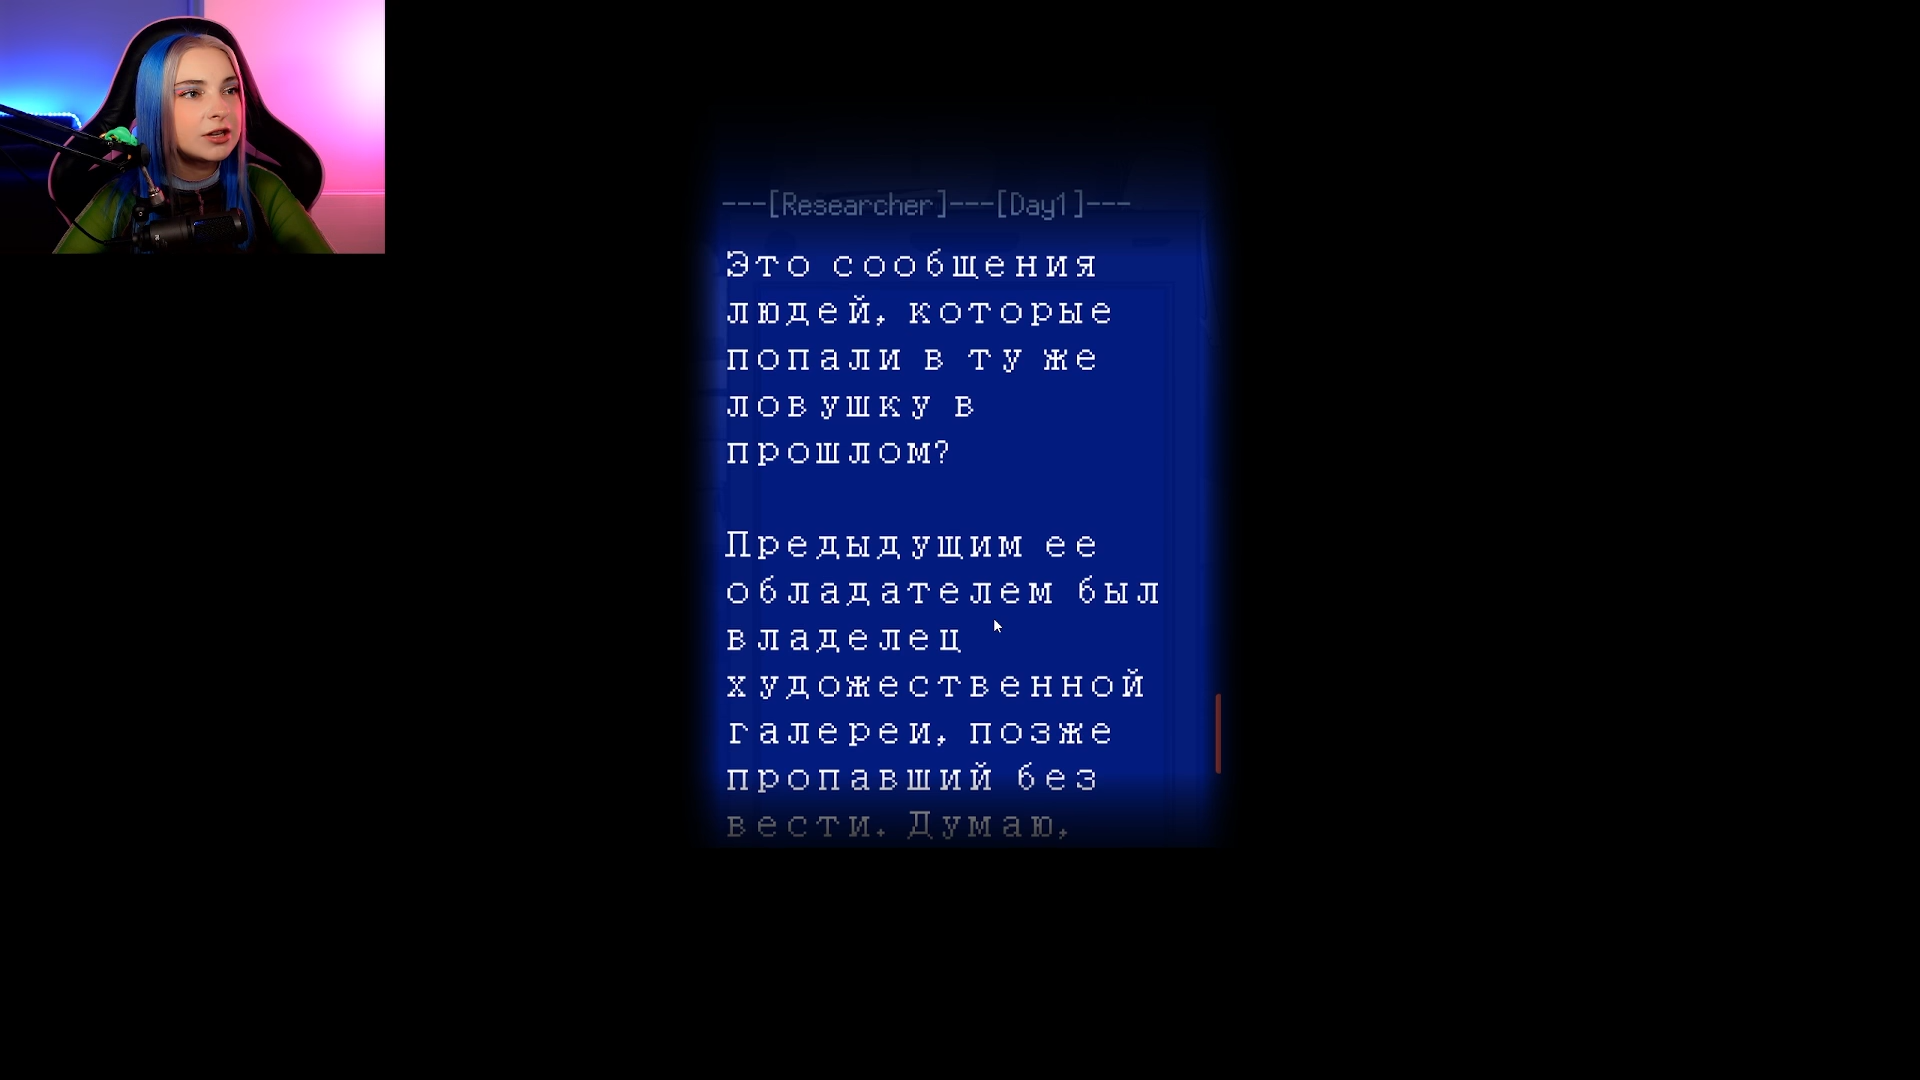 ---[Researcher]---[Day1]---
Это сообщения
людей, которые
попали в ту же
ловушку в
прошлом?
Предыдущим ее
обладателем был
владелец
художественной
галереи, позже
пропавший без
вести. Думаю,